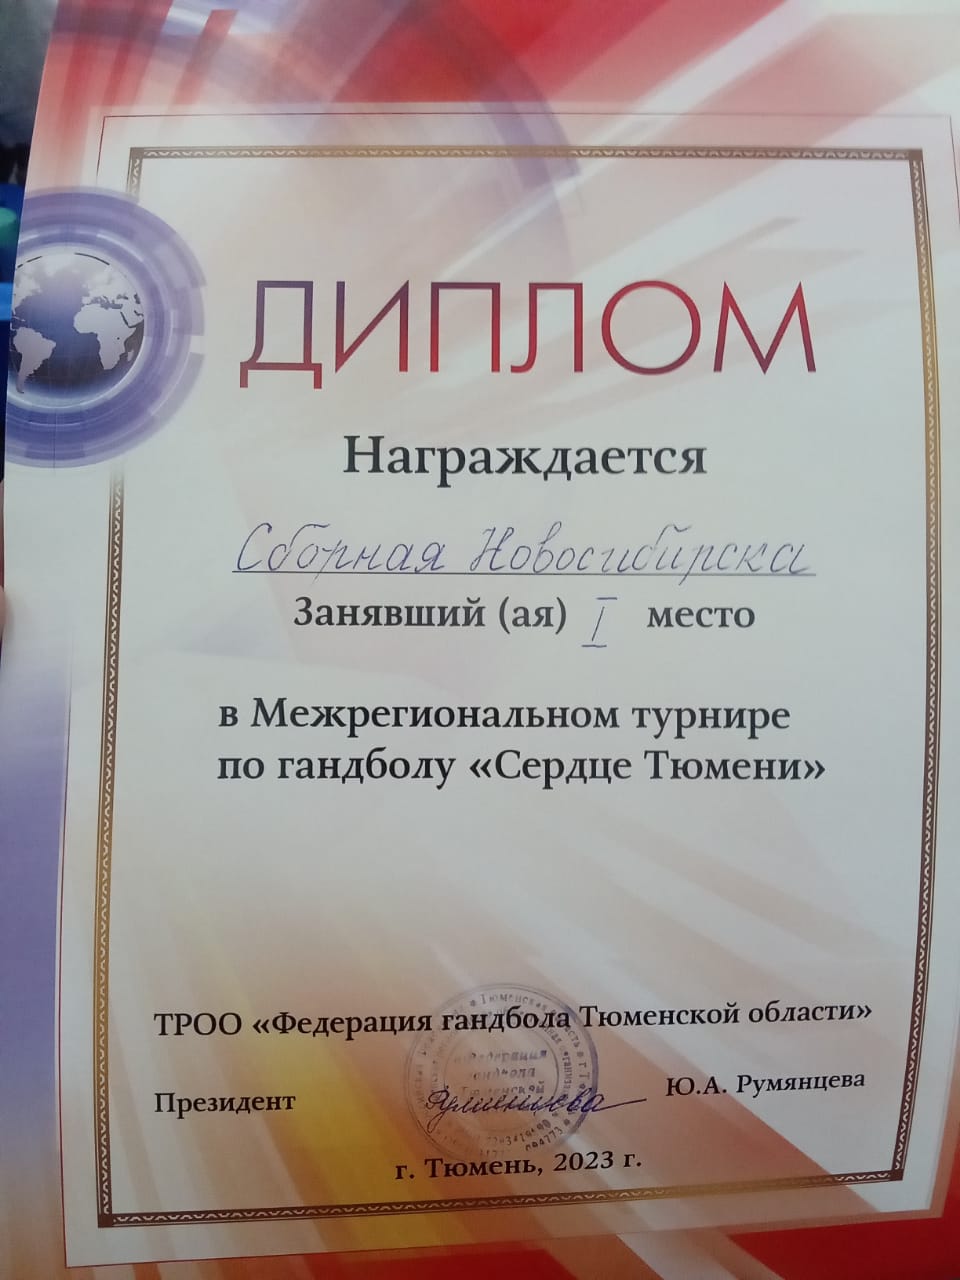 ДИПЛОМ
Награждается
Сборная Новосибирска
Занявший (ая) I место
в Межрегиональном турнире
по гандболу «Сердце Тюмени»
ТРОО «Федерация гандбола Тюменской области»
Президент Румянцева Ю.А. Румянцева
г. Тюмень, 2023 г.